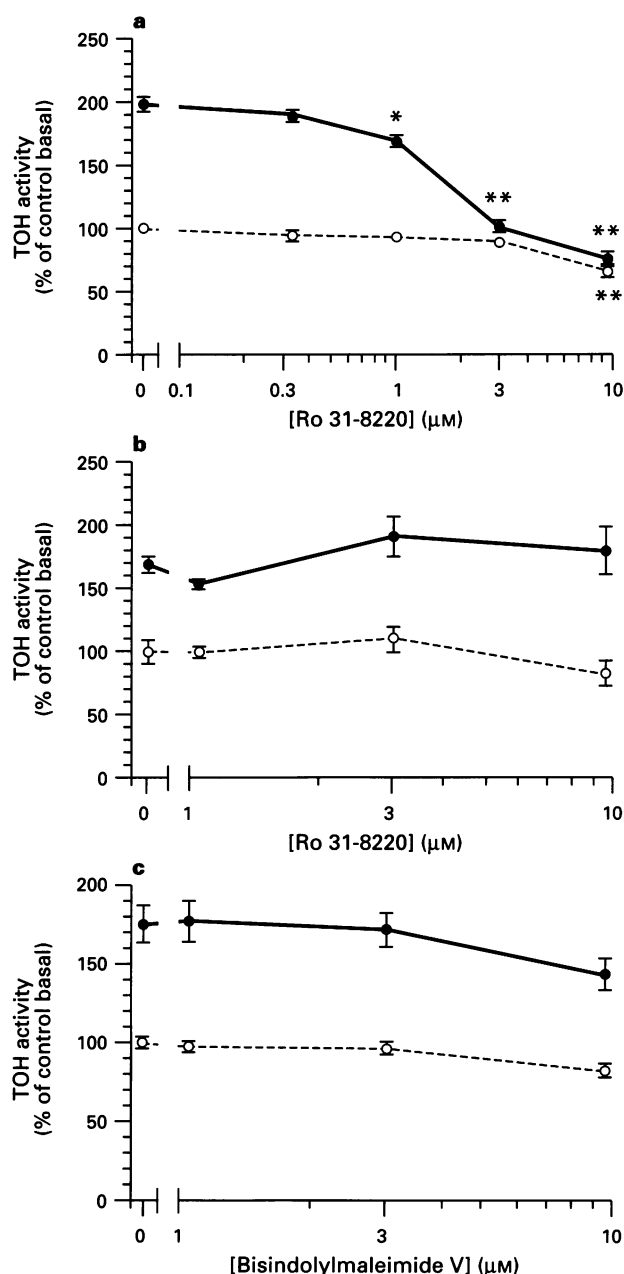 a
TOH activity
(% of control basal)
250
200
150
100
50
0
*
**
**
**
0 0.1 0.3 1 3 10
[Ro 31-8220] (μM)
b
TOH activity
(% of control basal)
250
200
150
100
50
0
0 1 3 10
[Ro 31-8220] (μM)
c
TOH activity
(% of control basal)
200
150
100
50
0
0 1 3 10
[Bisindolylmaleimide V] (μM)